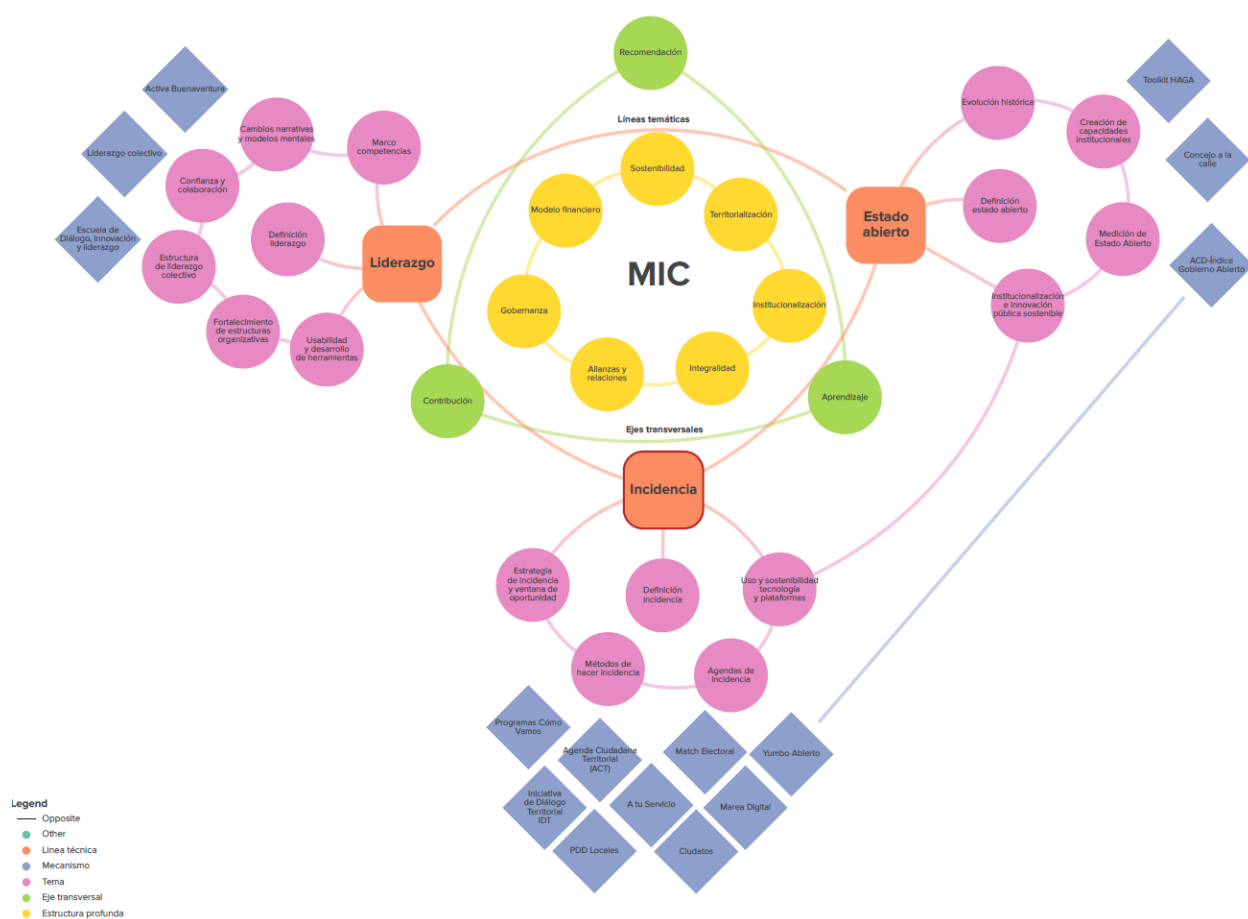 Recomendación
Líneas temáticas
Activa Buenaventura
Liderazgo colectivo
Escuela de
Diálogo, Innovación
y liderazgo
Cambios narrativas
y modelos mentales
Marco
competencias
Confianza y
colaboración
Definición
liderazgo
Estructura
de liderazgo
colectivo
Fortalecimiento
de estructuras
organizativas
Usabilidad
y desarrollo
de herramientas
Liderazgo
Sostenibilidad
Modelo financiero
Territorialización
MIC
Gobernanza
Institucionalización
Alianzas y
relaciones
Integralidad
Contribución
Aprendizaje
Ejes transversales
Estado
abierto
Evolución histórica
Creación de
capacidades
Institucionales
Definición
estado abierto
Medición de
Estado Abierto
Institucionalización
e Innovación
pública sostenible
Toolkit HAGA
Concejo a la
calle
ACD-Índice
Gobierno Abierto
Incidencia
Estrategia
de incidencia
y ventana de
oportunidad
Definición
incidencia
Uso y sostenibilidad
tecnología
y plataformas
Métodos de
hacer incidencia
Agendas de
Incidencia
Programas Cómo
Vamos
Agenda Ciudadana
Territorial
(ACT)
Match Electoral
Yumbo Abierto
Iniciativa
de Diálogo
Territorial
IDT
A tu Servicio
Marea Digital
PDD Locales
Ciudatos
Legend
Opposite
Other
Linea técnica
Mecanismo
Tema
Eje transversal
Estructura profunda